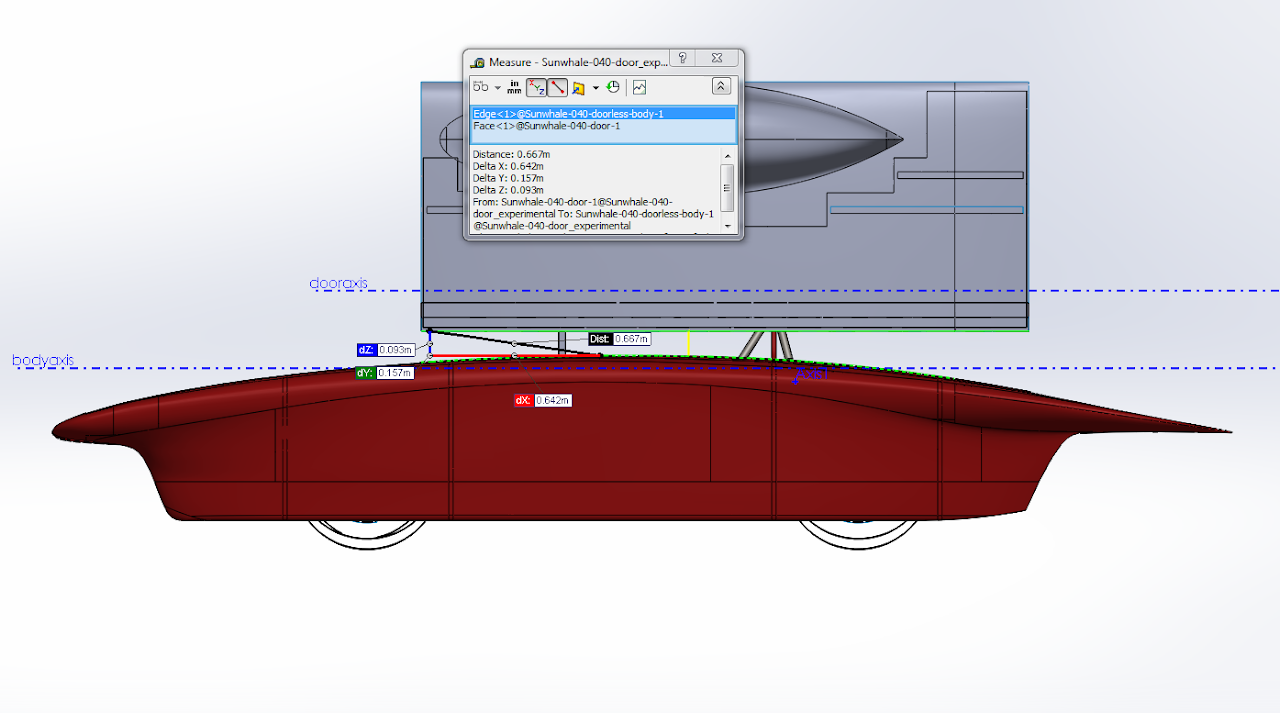 Measure - Sunwhale-040-door_exp...
in
mm
Edge<1>@Sunwhale-040-doorless-body-1
Face<1>@Sunwhale-040-door-1
Distance: 0.667m
Delta X: 0.642m
Delta Y: 0.157m
Delta Z: 0.093m
From: Sunwhale-040-door-1@Sunwhale-040-
door_experimental To: Sunwhale-040-doorless-body-1
@Sunwhale-040-door_experimental
dooraxis
Dist: 0.667m
dZ: 0.093m
bodyaxis
dY: 0.157m
dX: 0.642m